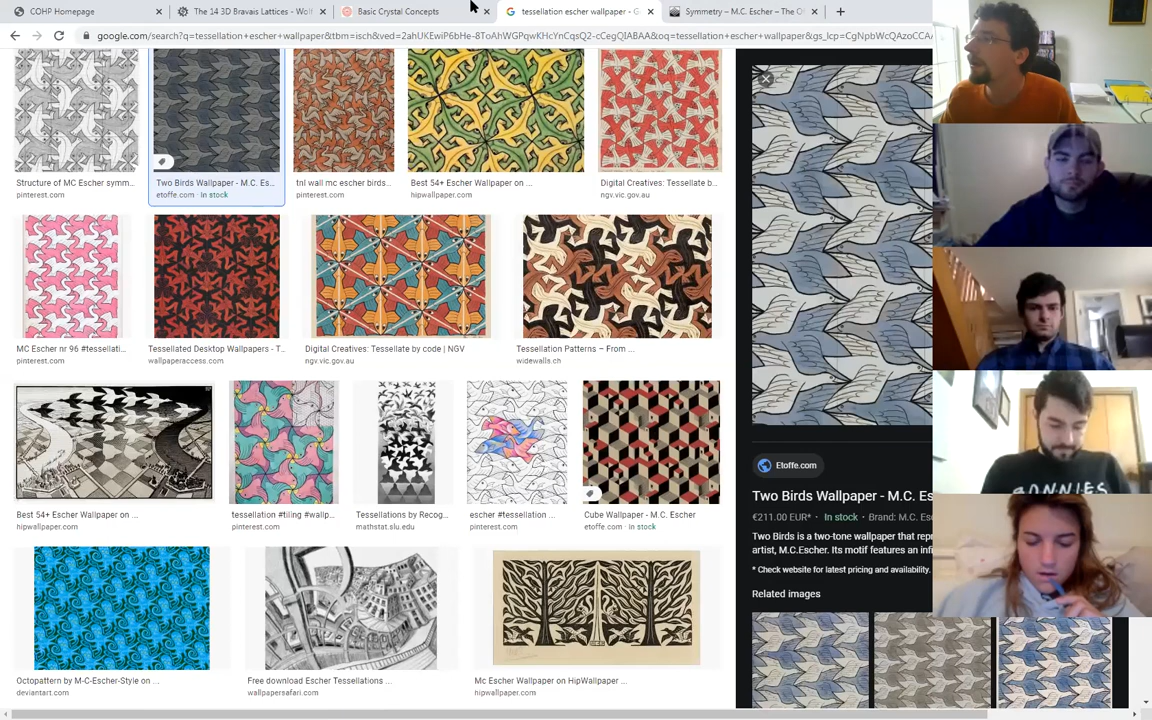 COHP Homepage
The 14 3D Bravais Lattices - Wolf
Basic Crystal Concepts
tessellation escher wallpaper - G
Symmetry – M.C. Escher – The O
google.com/search?q=tessellation+escher+wallpaper&tbm=isch&ved=2ahUKEwiP6bHe-8ToAhWGPqwKHcYnCqsQ2-cCegQIABAA&oq=tessellation+escher+wallpaper&gs_lcp=CgNpbWcQAzoCCA
Structure of MC Escher symm...
pinterest.com
Two Birds Wallpaper - M.C. Es...
etoffe.com · In stock
tnl wall mc escher birds...
pinterest.com
Best 54+ Escher Wallpaper on ...
hipwallpaper.com
Digital Creatives: Tessellate b...
ngv.vic.gov.au
MC Escher nr 96 #tessellati...
pinterest.com
Tessellated Desktop Wallpapers - T...
wallpaperaccess.com
Digital Creatives: Tessellate by code | NGV
ngv.vic.gov.au
Tessellation Patterns – From ...
widewalls.ch
Best 54+ Escher Wallpaper on ...
hipwallpaper.com
tessellation #tiling #wallp...
pinterest.com
Tessellations by Recog...
mathstat.slu.edu
escher #tessellation ...
pinterest.com
Cube Wallpaper - M.C. Escher
etoffe.com · In stock
Octopattern by M-C-Escher-Style on ...
deviantart.com
Free download Escher Tessellations ...
wallpapersafari.com
Mc Escher Wallpaper on HipWallpaper ...
hipwallpaper.com
Etoffe.com
Two Birds Wallpaper - M.C. Es
€211.00 EUR* · In stock · Brand: M.C. Es
Two Birds is a two-tone wallpaper that rep
artist, M.C.Escher. Its motif features an infi
* Check website for latest pricing and availability.
Related images
BONNIES